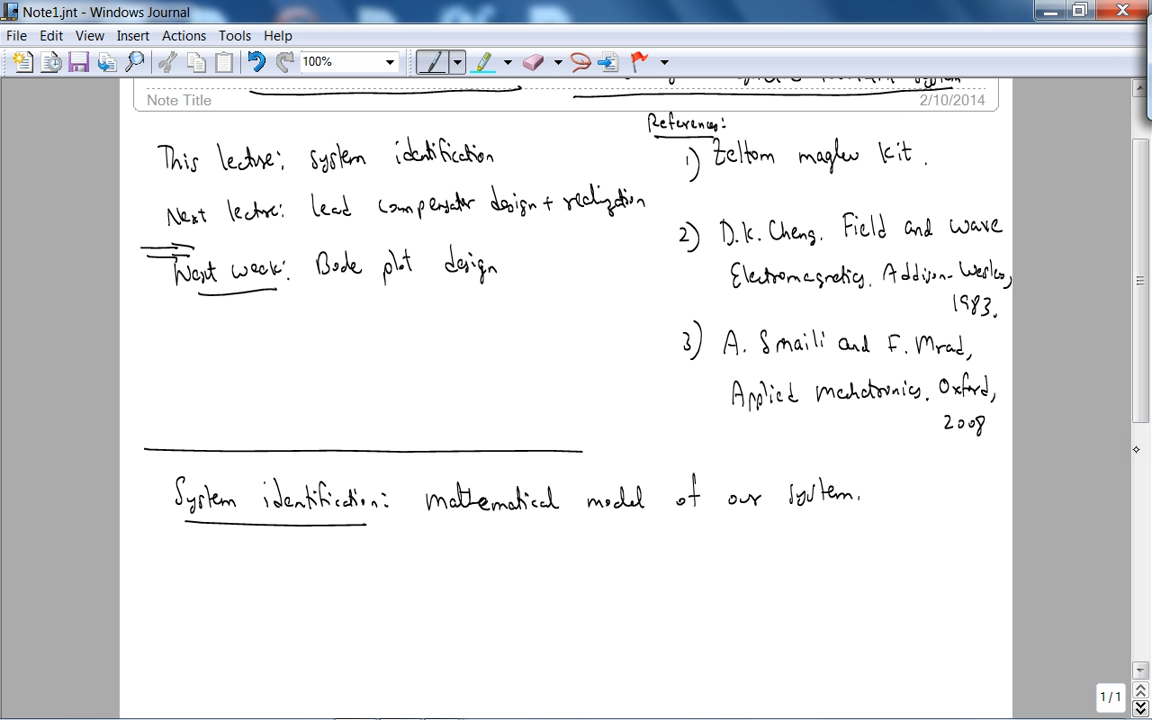 Note1.jnt - Windows Journal
File Edit View Insert Actions Tools Help
100%
system
Note Title
2/10/2014
This lecture: system identification
Next lecture: lead compensator design + realization
Next week: Bode plot design
References:
1) Zeltom maglev kit.
2) D.K. Cheng. Field and wave
Electromagnetics. Addison-Wesley,
1983.
3) A. Smaili and F. Mrad,
Applied mechatronics. Oxford,
2008
System identification: mathematical model of our system.
1 / 1